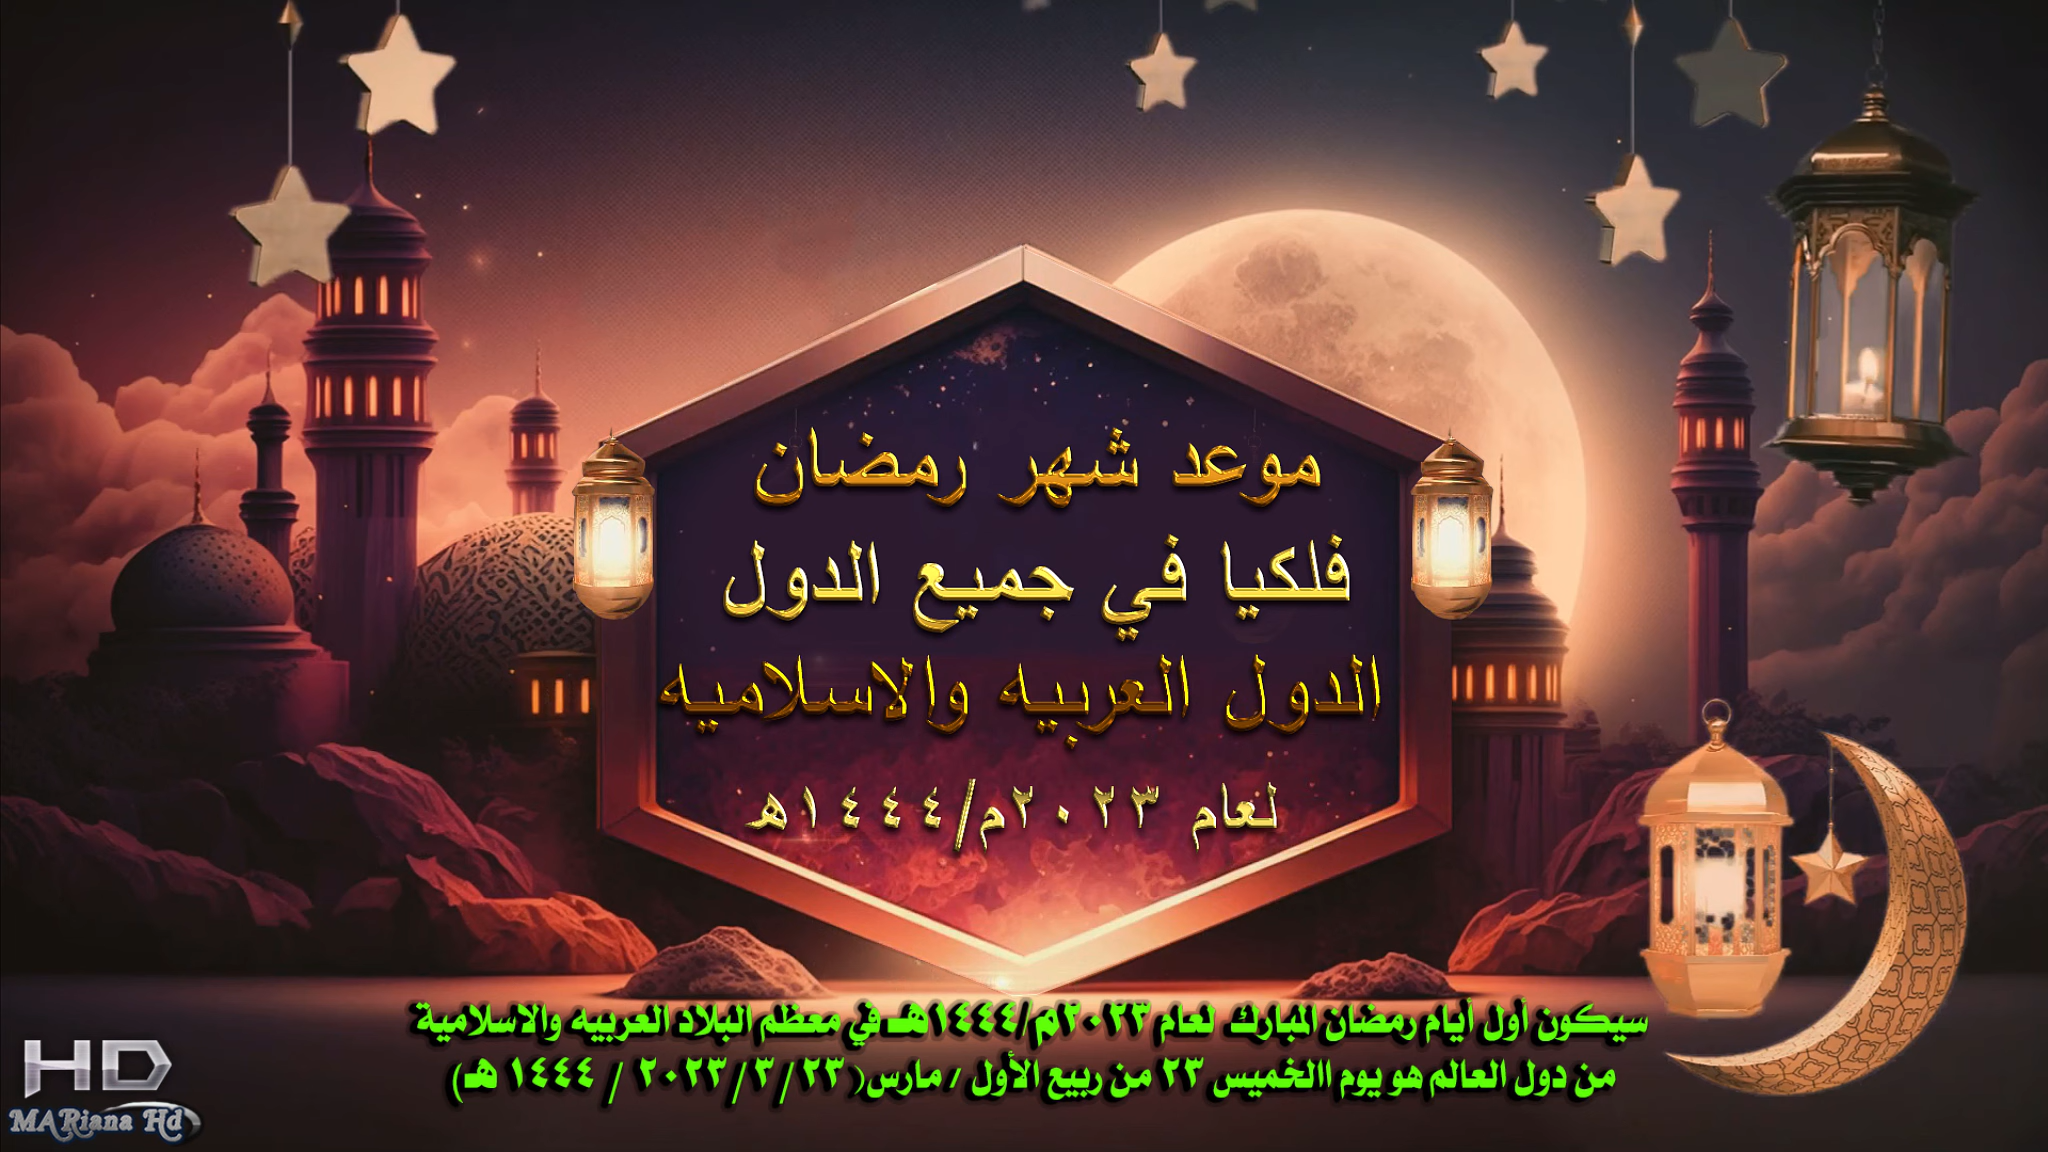 موعد شهر رمضان
فلكيا في جميع الدول
الدول العربيه والاسلاميه
لعام ٢٠٢٣م/١٤٤٤ه
سيكون أول أيام رمضان المبارك لعام ٢٠٢٣م/١٤٤٤هـ في معظم البلاد العربيه والاسلامية
من دول العالم هو يوم االخميس ٢٣ من ربيع الأول / مارس( ٢٣/ ٣/ ٢٠٢٣ / ١٤٤٤ هـ)
HD
MARiana Hd